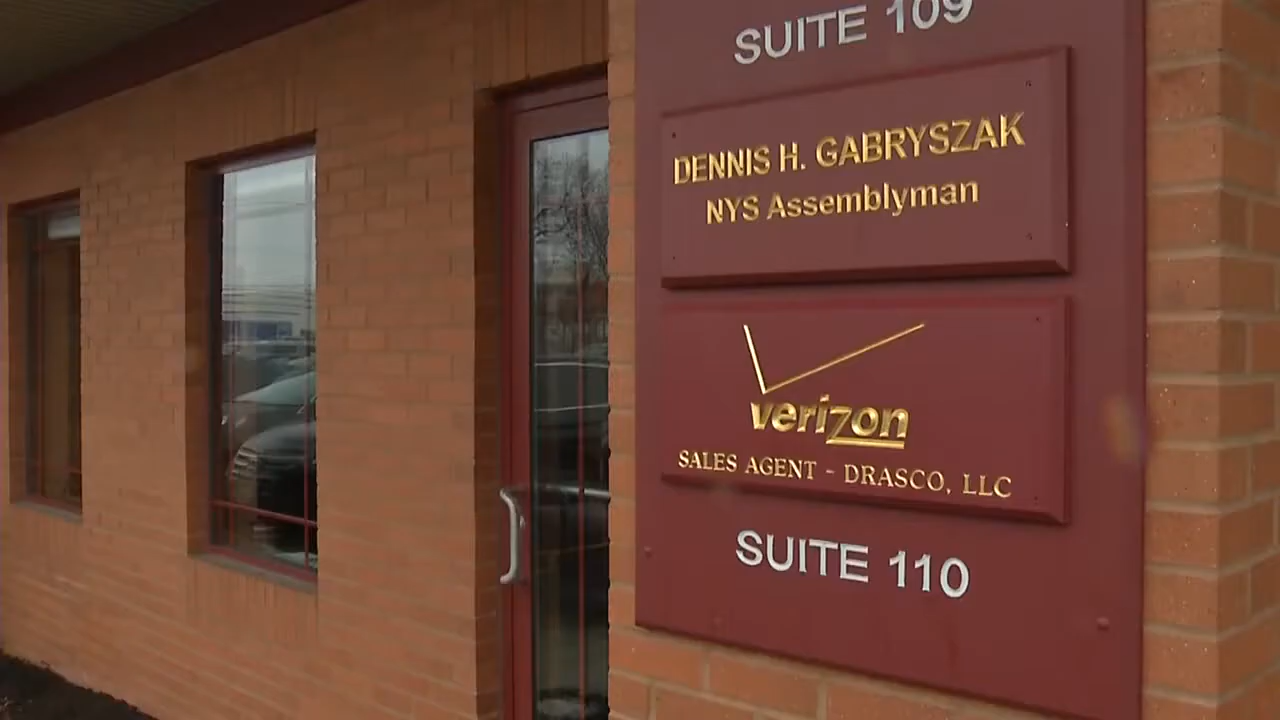 SUITE 109
DENNIS H. GABRYSZAK
NYS Assemblyman
verizon
SALES AGENT - DRASCO, LLC
SUITE 110